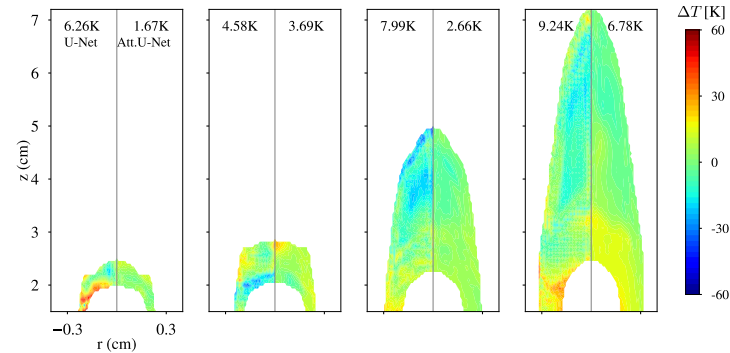 ΔT [K]
6.26K 1.67K
U-Net Att.U-Net
4.58K 3.69K
7.99K 2.66K
9.24K 6.78K
7
6
5
4
3
2
z (cm)
−0.3 0.3
r (cm)
60
30
0
-30
-60